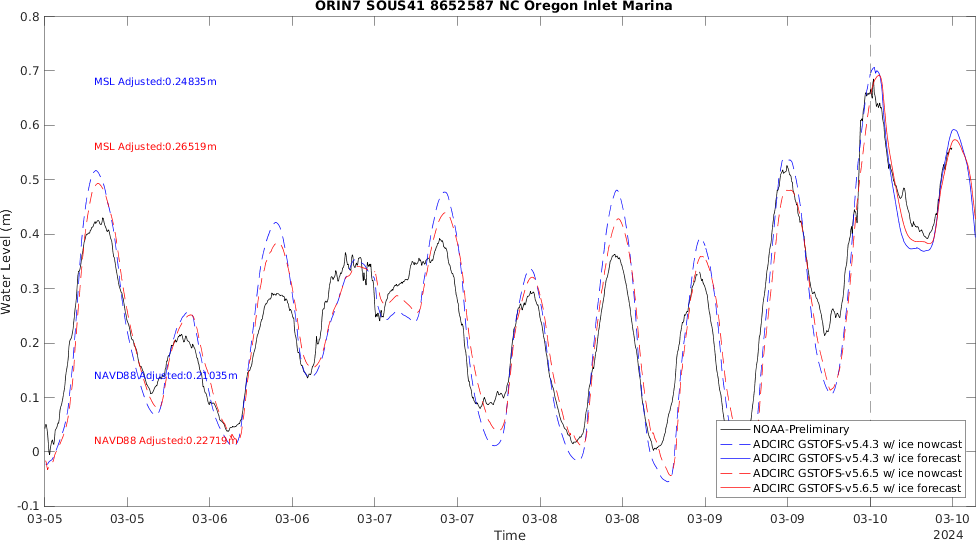 ORIN7 SOUS41 8652587 NC Oregon Inlet Marina
0.8
0.7
0.6
0.5
0.4
0.3
0.2
0.1
0
-0.1
Water Level (m)
MSL Adjusted:0.24835m
MSL Adjusted:0.26519m
NAVD88 Adjusted:0.21035m
NAVD88 Adjusted:0.22719m
NOAA-Preliminary
ADCIRC GSTOFS-v5.4.3 w/ ice nowcast
ADCIRC GSTOFS-v5.4.3 w/ ice forecast
ADCIRC GSTOFS-v5.6.5 w/ ice nowcast
ADCIRC GSTOFS-v5.6.5 w/ ice forecast
03-05 03-05 03-06 03-06 03-07 03-07 03-08 03-08 03-09 03-09 03-10 03-10
Time
2024